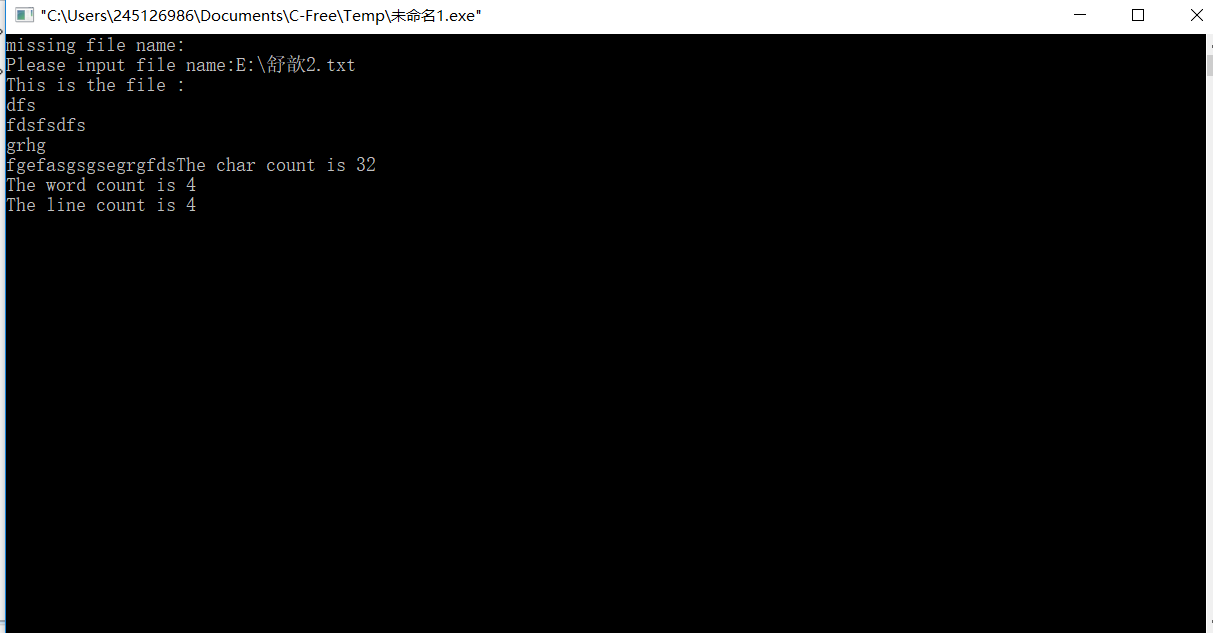 "C:\Users\245126986\Documents\C-Free\Temp\未命名1.exe"
missing file name:
Please input file name:E:\舒歆2.txt
This is the file :
dfs
fdsfsdfs
grhg
fgefasgsgsegrgfdsThe char count is 32
The word count is 4
The line count is 4